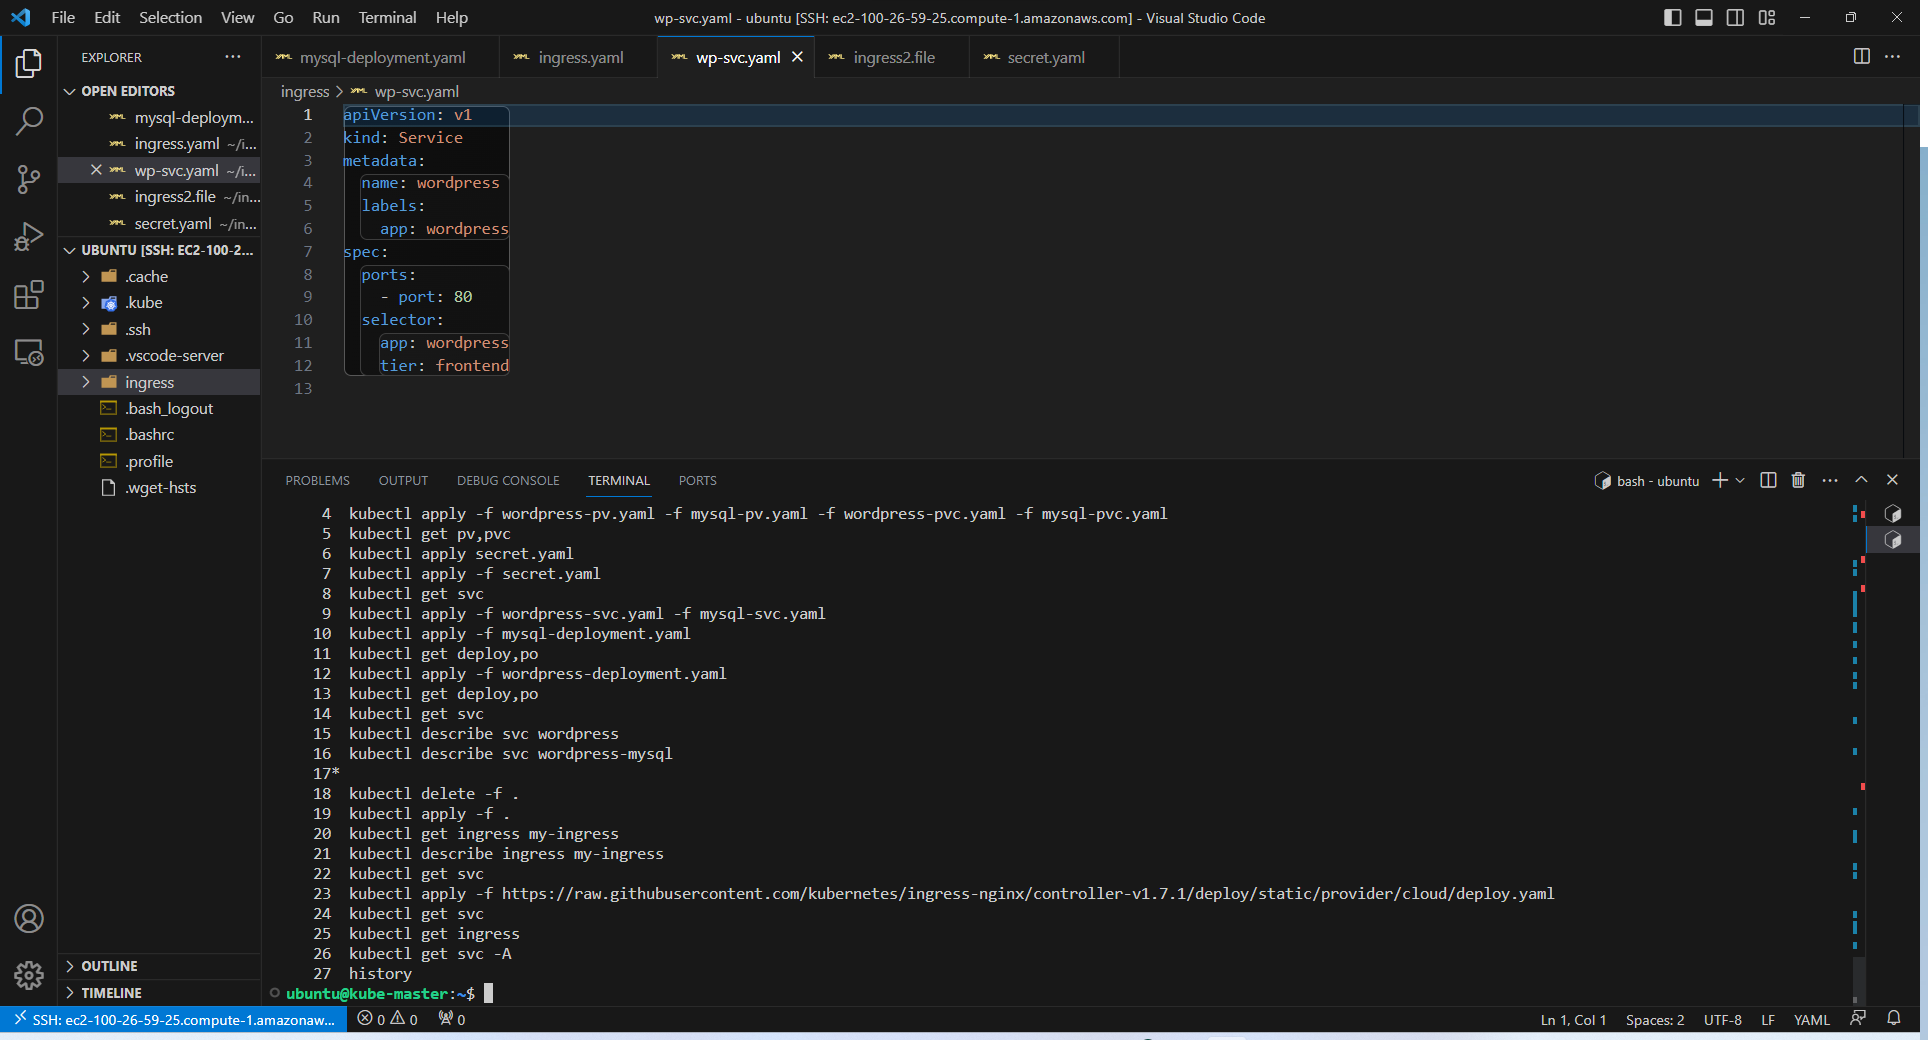 File Edit Selection View Go Run Terminal Help
wp-svc.yaml - ubuntu [SSH: ec2-100-26-59-25.compute-1.amazonaws.com] - Visual Studio Code
EXPLORER
OPEN EDITORS
mysql-deploym...
ingress.yaml ~/i...
wp-svc.yaml ~/i...
ingress2.file ~/in...
secret.yaml ~/in...
UBUNTU [SSH: EC2-100-2...
.cache
.kube
.ssh
.vscode-server
ingress
.bash_logout
.bashrc
.profile
.wget-hsts
OUTLINE
TIMELINE
mysql-deployment.yaml ingress.yaml wp-svc.yaml ingress2.file secret.yaml
ingress > wp-svc.yaml
1 apiVersion: v1
2 kind: Service
3 metadata:
4   name: wordpress
5   labels:
6     app: wordpress
7 spec:
8   ports:
9     - port: 80
10   selector:
11     app: wordpress
12     tier: frontend
13
PROBLEMS OUTPUT DEBUG CONSOLE TERMINAL PORTS
bash - ubuntu
4  kubectl apply -f wordpress-pv.yaml -f mysql-pv.yaml -f wordpress-pvc.yaml -f mysql-pvc.yaml
5  kubectl get pv,pvc
6  kubectl apply secret.yaml
7  kubectl apply -f secret.yaml
8  kubectl get svc
9  kubectl apply -f wordpress-svc.yaml -f mysql-svc.yaml
10  kubectl apply -f mysql-deployment.yaml
11  kubectl get deploy,po
12  kubectl apply -f wordpress-deployment.yaml
13  kubectl get deploy,po
14  kubectl get svc
15  kubectl describe svc wordpress
16  kubectl describe svc wordpress-mysql
17*
18  kubectl delete -f .
19  kubectl apply -f .
20  kubectl get ingress my-ingress
21  kubectl describe ingress my-ingress
22  kubectl get svc
23  kubectl apply -f https://raw.githubusercontent.com/kubernetes/ingress-nginx/controller-v1.7.1/deploy/static/provider/cloud/deploy.yaml
24  kubectl get svc
25  kubectl get ingress
26  kubectl get svc -A
27  history
ubuntu@kube-master:~$
SSH: ec2-100-26-59-25.compute-1.amazonaw... 0 0 0 Ln 1, Col 1 Spaces: 2 UTF-8 LF YAML